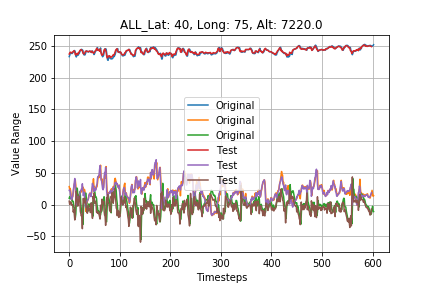 ALL_Lat: 40, Long: 75, Alt: 7220.0
250
200
150
100
50
0
−50
Value Range
Original
Original
Original
Test
Test
Test
0 100 200 300 400 500 600
Timesteps